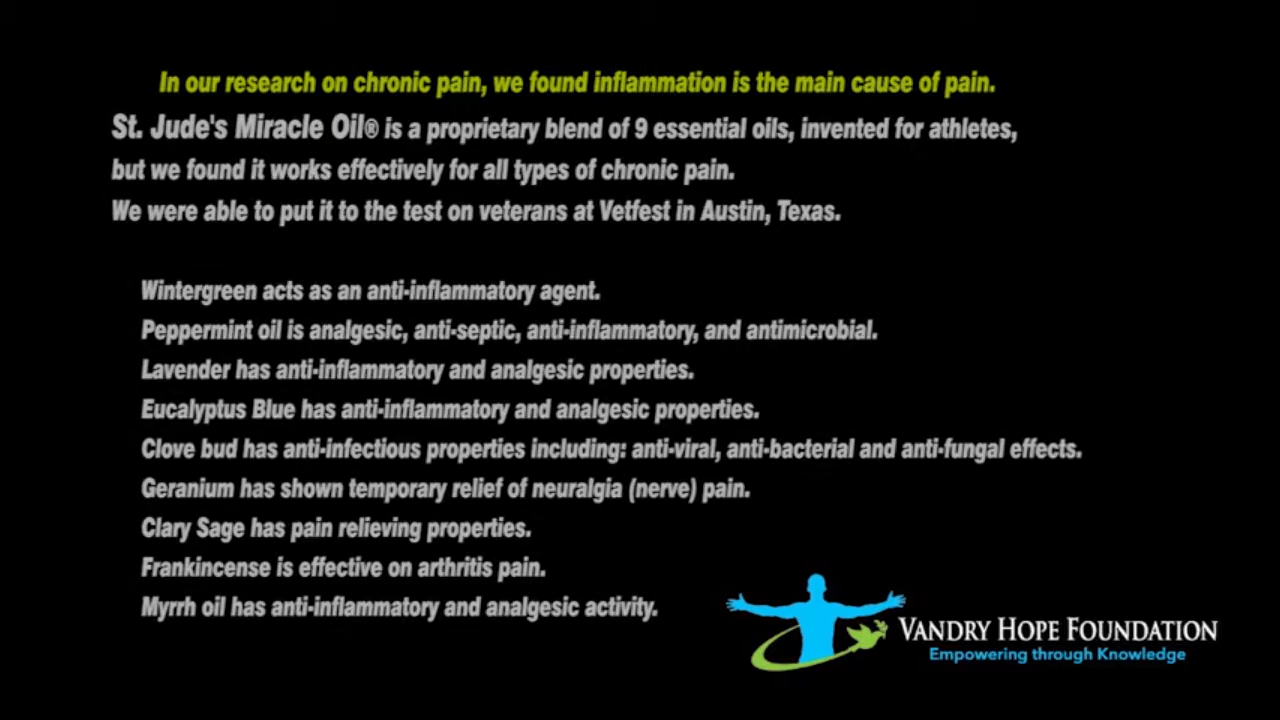 In our research on chronic pain, we found inflammation is the main cause of pain.
St. Jude's Miracle Oil® is a proprietary blend of 9 essential oils, invented for athletes,
but we found it works effectively for all types of chronic pain.
We were able to put it to the test on veterans at Vetfest in Austin, Texas.
Wintergreen acts as an anti-inflammatory agent.
Peppermint oil is analgesic, anti-septic, anti-inflammatory, and antimicrobial.
Lavender has anti-inflammatory and analgesic properties.
Eucalyptus Blue has anti-inflammatory and analgesic properties.
Clove bud has anti-infectious properties including: anti-viral, anti-bacterial and anti-fungal effects.
Geranium has shown temporary relief of neuralgia (nerve) pain.
Clary Sage has pain relieving properties.
Frankincense is effective on arthritis pain.
Myrrh oil has anti-inflammatory and analgesic activity.
VANDRY HOPE FOUNDATION
Empowering through Knowledge